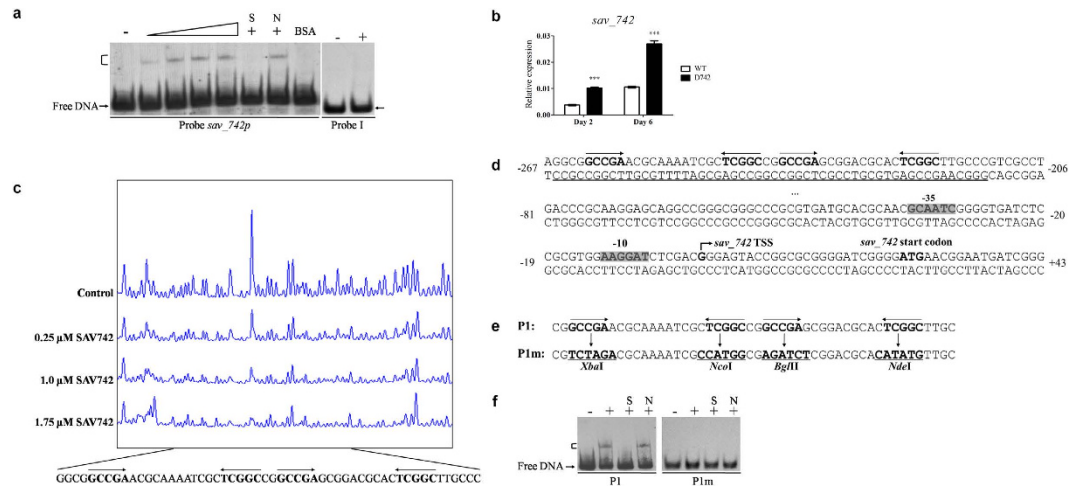 a
- S N BSA - +
+ +
Free DNA
Probe sav_742p Probe I
b
sav_742
Relative expression
0.03
0.02
0.01
0.00
***
***
Day 2 Day 6
WT
D742
c
Control
0.25 µM SAV742
1.0 µM SAV742
1.75 µM SAV742
GGCGGCCGAACGCAAAATCGCTCGGCCGGCCGAGCGGACGCACTCGGCTTGCCC
d
AGGCGGCCGAACGCAAAATCGCTCGGCCGGCCGAGCGGACGCACTCGGCTTGCCCGTCGCCT
-267 -206
TCCGCCGGCTTGCGTTTTAGCGAGCCGGCCGGCTCGCCTGCGTGAGCCGAACGGGCAGCGGA
...
-35
GACCCGCAAGGAGCAGGCCGGGCGGGCCCGCGTGATGCACGCAACGCAATCGGGGTGATCTC
-81 -20
CTGGGCGTTCCTCGTCCGGCCCGCCCGGGCGCACTACGTGCGTTGCGTTAGCCCCACTAGAG
-10 sav_742 TSS sav_742 start codon
CGCGTGGAAGGATCTCGACGGGAGTACCGGCGCGGGGATCGGGGATGAACGGAATGATCGGG
-19 +43
GCGCACCTTCCTAGAGCTGCCCTCATGGCCGCGCCCCTAGCCCCTACTTGCCTTACTAGCCC
e
P1: CGGCCGAACGCAAAATCGCTCGGCCGGCCGAGCGGACGCACTCGGCTTGC
P1m: CGTCTAGACGCAAAATCGCCATGGCGAGATCTCGGACGCACATATGTTGC
XbaI NcoI BglII NdeI
f
S N S N
- + + + - + + +
Free DNA
P1 P1m